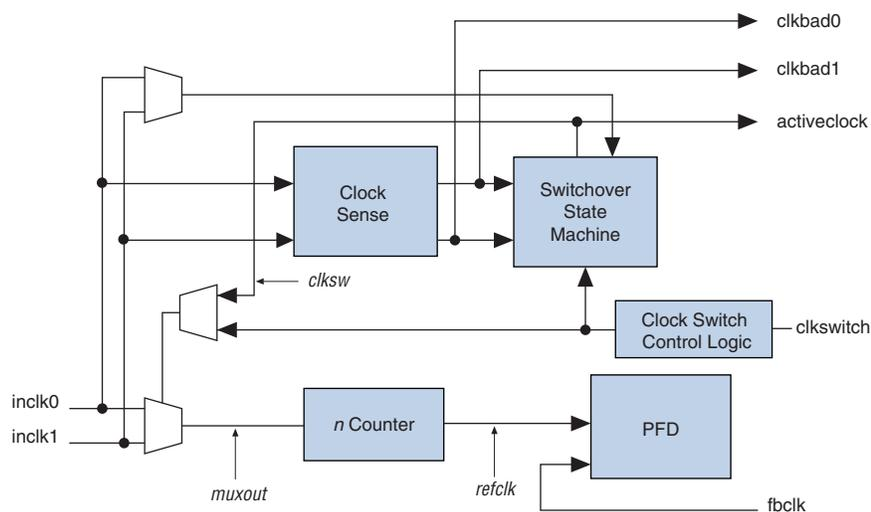 clkbad0
clkbad1
activeclock
Clock
Sense
Switchover
State
Machine
clksw
Clock Switch
Control Logic
clkswitch
inclk0
inclk1
n Counter
PFD
muxout
refclk
fbclk